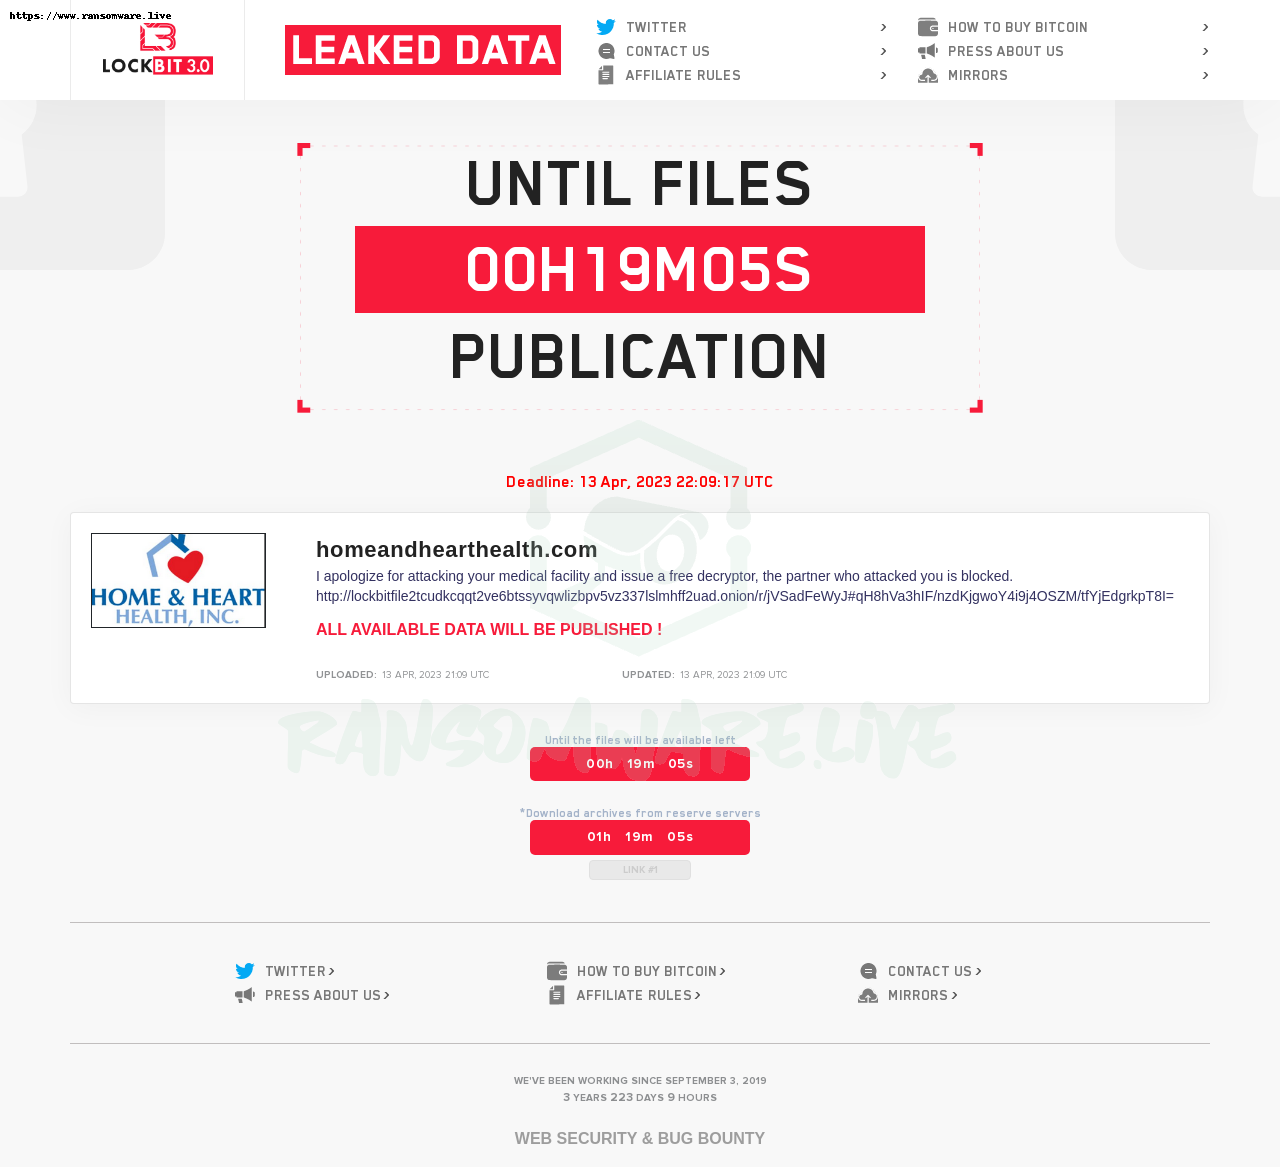 https://www.ransomware.live
LOCKBIT 3.0
LEAKED DATA
TWITTER
CONTACT US
AFFILIATE RULES
HOW TO BUY BITCOIN
PRESS ABOUT US
MIRRORS
UNTIL FILES
00H19M05S
PUBLICATION
Deadline: 13 Apr, 2023 22:09:17 UTC
HOME & HEART
HEALTH, INC.
homeandhearthealth.com
I apologize for attacking your medical facility and issue a free decryptor, the partner who attacked you is blocked.
http://lockbitfile2tcudkcqqt2ve6btssyvqwlizbpv5vz337lslmhff2uad.onion/r/jVSadFeWyJ#qH8hVa3hIF/nzdKjgwoY4i9j4OSZM/tfYjEdgrkpT8I=
ALL AVAILABLE DATA WILL BE PUBLISHED !
UPLOADED: 13 APR, 2023 21:09 UTC UPDATED: 13 APR, 2023 21:09 UTC
RANSOMWARE.LIVE
Until the files will be available left
00h 19m 05s
*Download archives from reserve servers
01h 19m 05s
LINK #1
TWITTER
HOW TO BUY BITCOIN
CONTACT US
PRESS ABOUT US
AFFILIATE RULES
MIRRORS
WE'VE BEEN WORKING SINCE SEPTEMBER 3, 2019
3 YEARS 223 DAYS 9 HOURS
WEB SECURITY & BUG BOUNTY